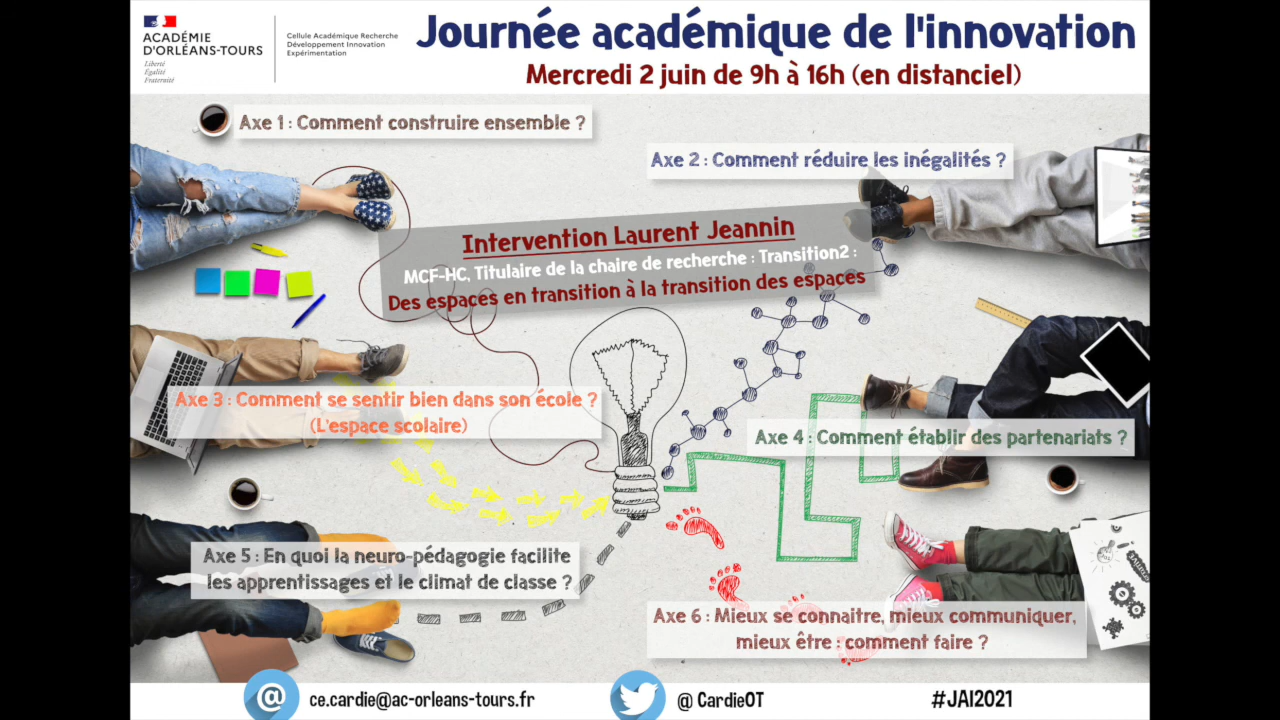 ACADÉMIE
D'ORLÉANS-TOURS
Liberté
Égalité
Fraternité
Cellule Académique Recherche
Développement Innovation
Expérimentation
Journée académique de l'innovation
Mercredi 2 juin de 9h à 16h (en distanciel)
Axe 1 : Comment construire ensemble ?
Axe 2 : Comment réduire les inégalités ?
Intervention Laurent Jeannin
MCF-HC, Titulaire de la chaire de recherche : Transition2 :
Des espaces en transition à la transition des espaces
Axe 3 : Comment se sentir bien dans son école ?
(L'espace scolaire)
Axe 4 : Comment établir des partenariats ?
Axe 5 : En quoi la neuro-pédagogie facilite
les apprentissages et le climat de classe ?
Axe 6 : Mieux se connaitre, mieux communiquer,
mieux être : comment faire ?
@ ce.cardie@ac-orleans-tours.fr
@ CardieOT
#JAI2021